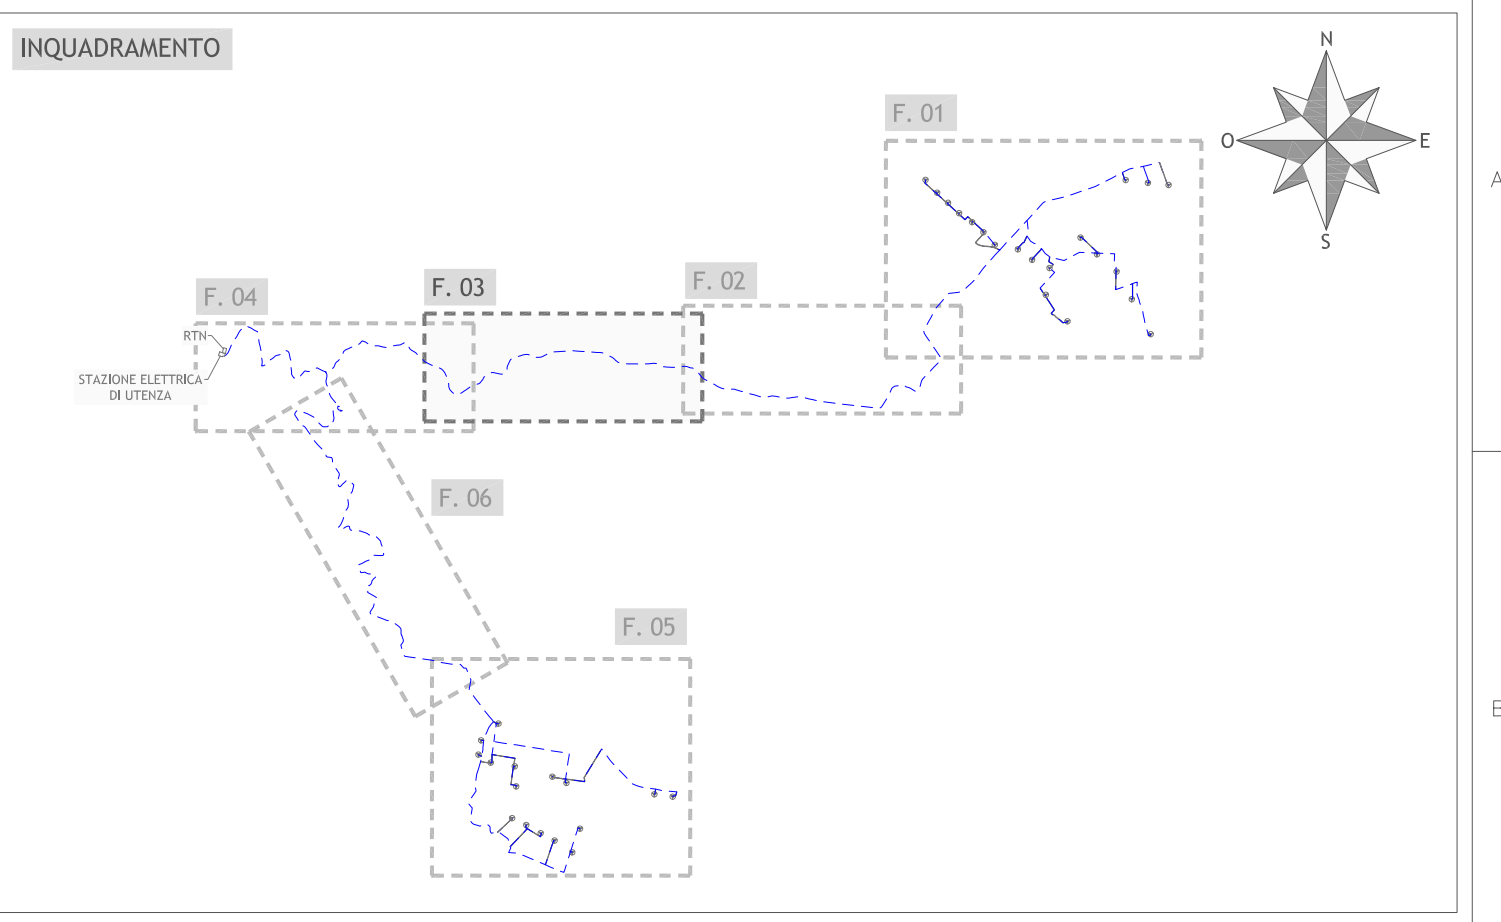 INQUADRAMENTO
N
F. 01
O
E
A
S
F. 02
F. 03
F. 04
RTN
STAZIONE ELETTRICA
DI UTENZA
F. 06
F. 05
B